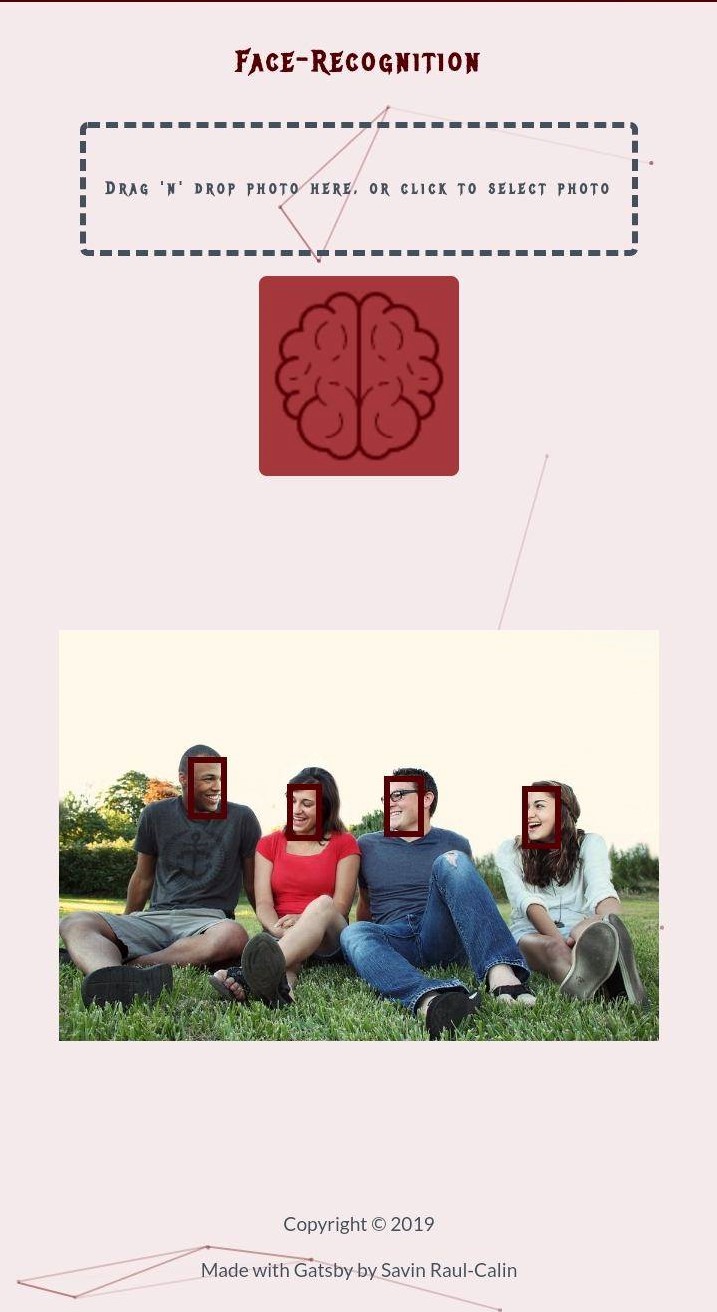 Face-Recognition
Drag 'n' drop photo here, or click to select photo
Copyright © 2019
Made with Gatsby by Savin Raul-Calin